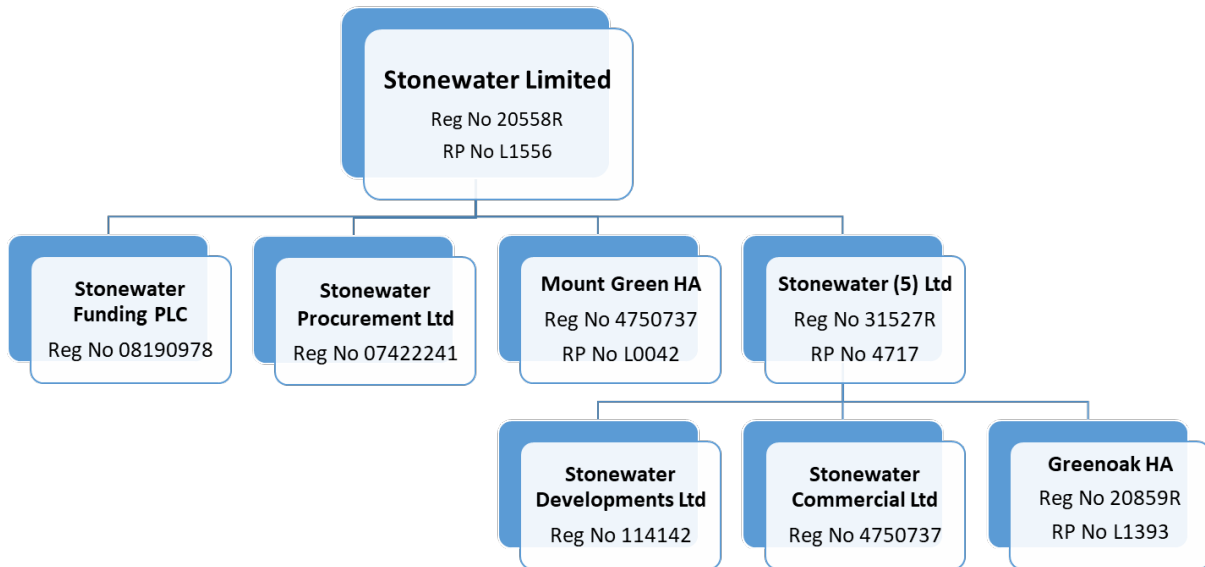 Stonewater Limited
Reg No 20558R
RP No L1556
Stonewater
Funding PLC
Reg No 08190978
Stonewater
Procurement Ltd
Reg No 07422241
Mount Green HA
Reg No 4750737
RP No L0042
Stonewater (5) Ltd
Reg No 31527R
RP No 4717
Stonewater
Developments Ltd
Reg No 114142
Stonewater
Commercial Ltd
Reg No 4750737
Greenoak HA
Reg No 20859R
RP No L1393